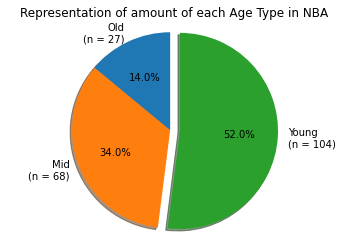 Representation of amount of each Age Type in NBA
Old
(n = 27)
14.0%
Mid
(n = 68)
34.0%
52.0%
Young
(n = 104)